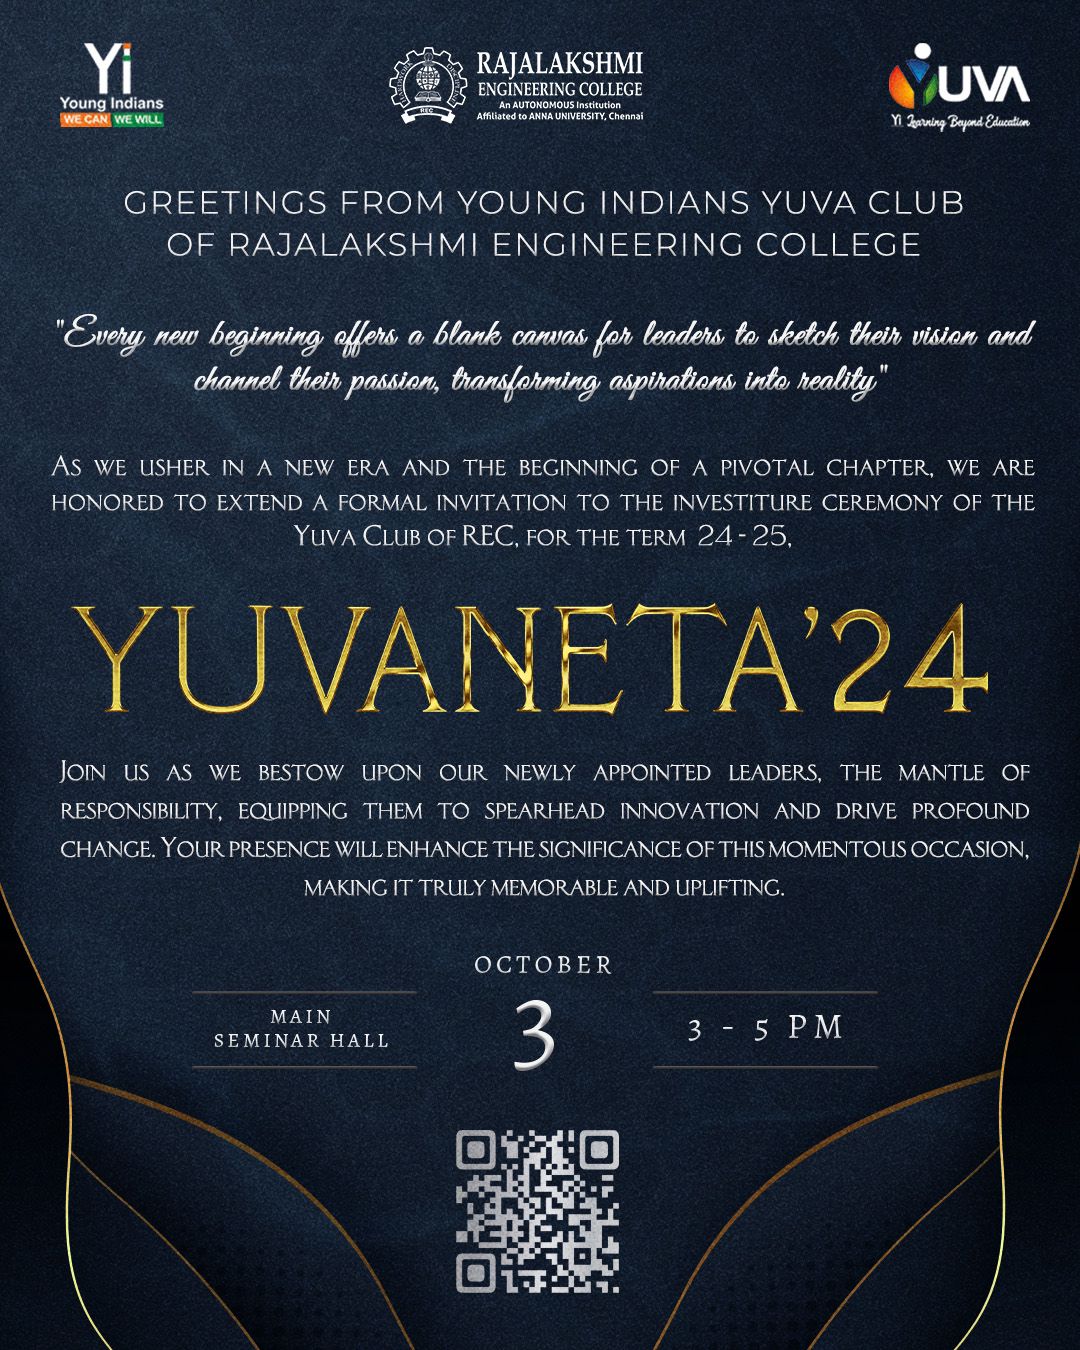 Yi
Young Indians
WE CAN WE WILL
RAJALAKSHMI
ENGINEERING COLLEGE
An AUTONOMOUS Institution
Affiliated to ANNA UNIVERSITY, Chennai
YUVA
Yi Learning Beyond Education
GREETINGS FROM YOUNG INDIANS YUVA CLUB
OF RAJALAKSHMI ENGINEERING COLLEGE
"Every new beginning offers a blank canvas for leaders to sketch their vision and
channel their passion, transforming aspirations into reality"
AS WE USHER IN A NEW ERA AND THE BEGINNING OF A PIVOTAL CHAPTER, WE ARE
HONORED TO EXTEND A FORMAL INVITATION TO THE INVESTITURE CEREMONY OF THE
YUVA CLUB OF REC, FOR THE TERM 24 - 25,
YUVANETA'24
JOIN US AS WE BESTOW UPON OUR NEWLY APPOINTED LEADERS, THE MANTLE OF
RESPONSIBILITY, EQUIPPING THEM TO SPEARHEAD INNOVATION AND DRIVE PROFOUND
CHANGE. YOUR PRESENCE WILL ENHANCE THE SIGNIFICANCE OF THIS MOMENTOUS OCCASION,
MAKING IT TRULY MEMORABLE AND UPLIFTING.
OCTOBER
MAIN
SEMINAR HALL
3
3 - 5 PM